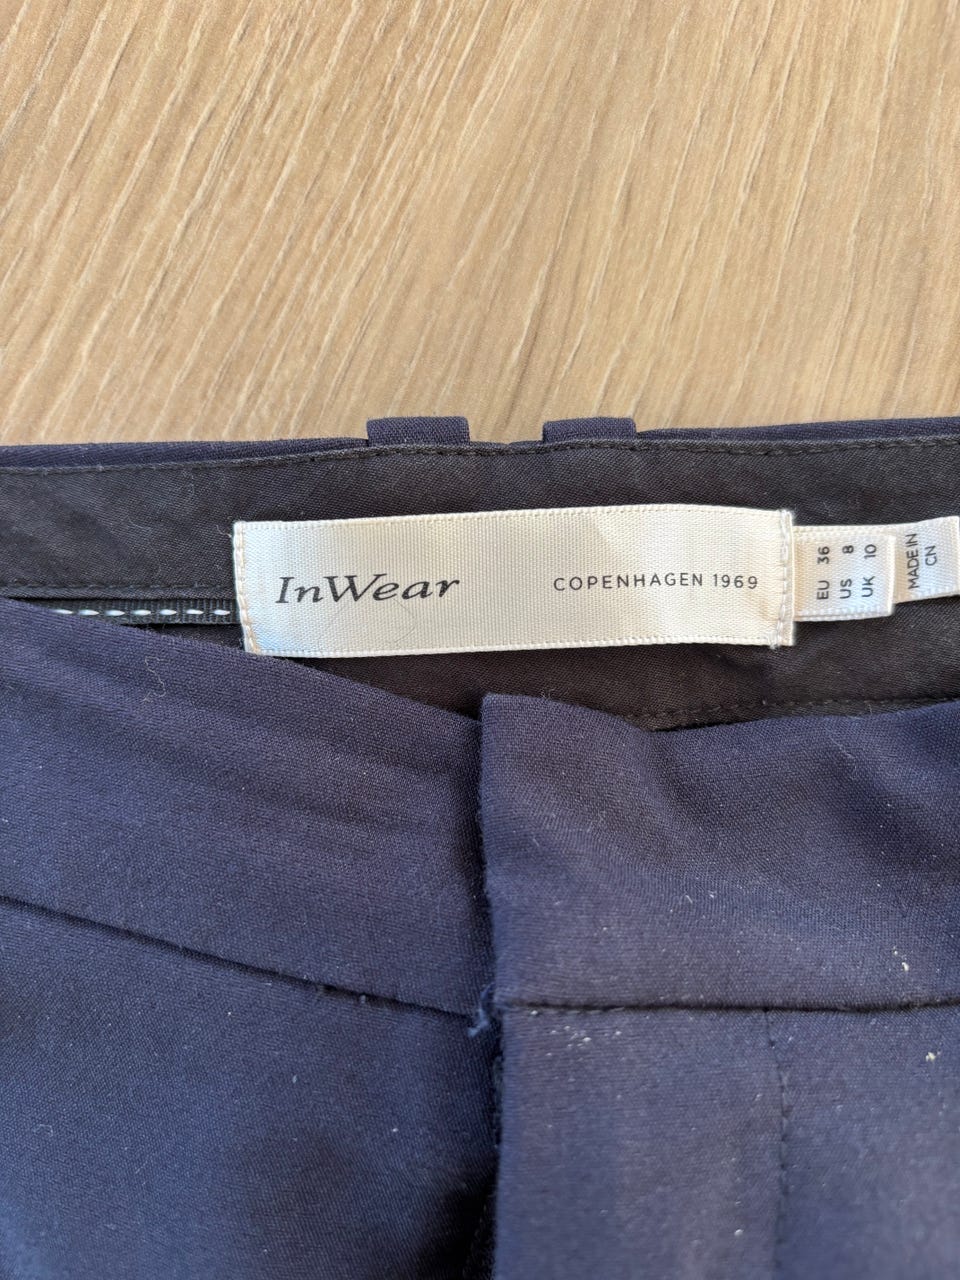 InWear
COPENHAGEN 1969
EU 36
US 8
UK 10
MADE IN
CN